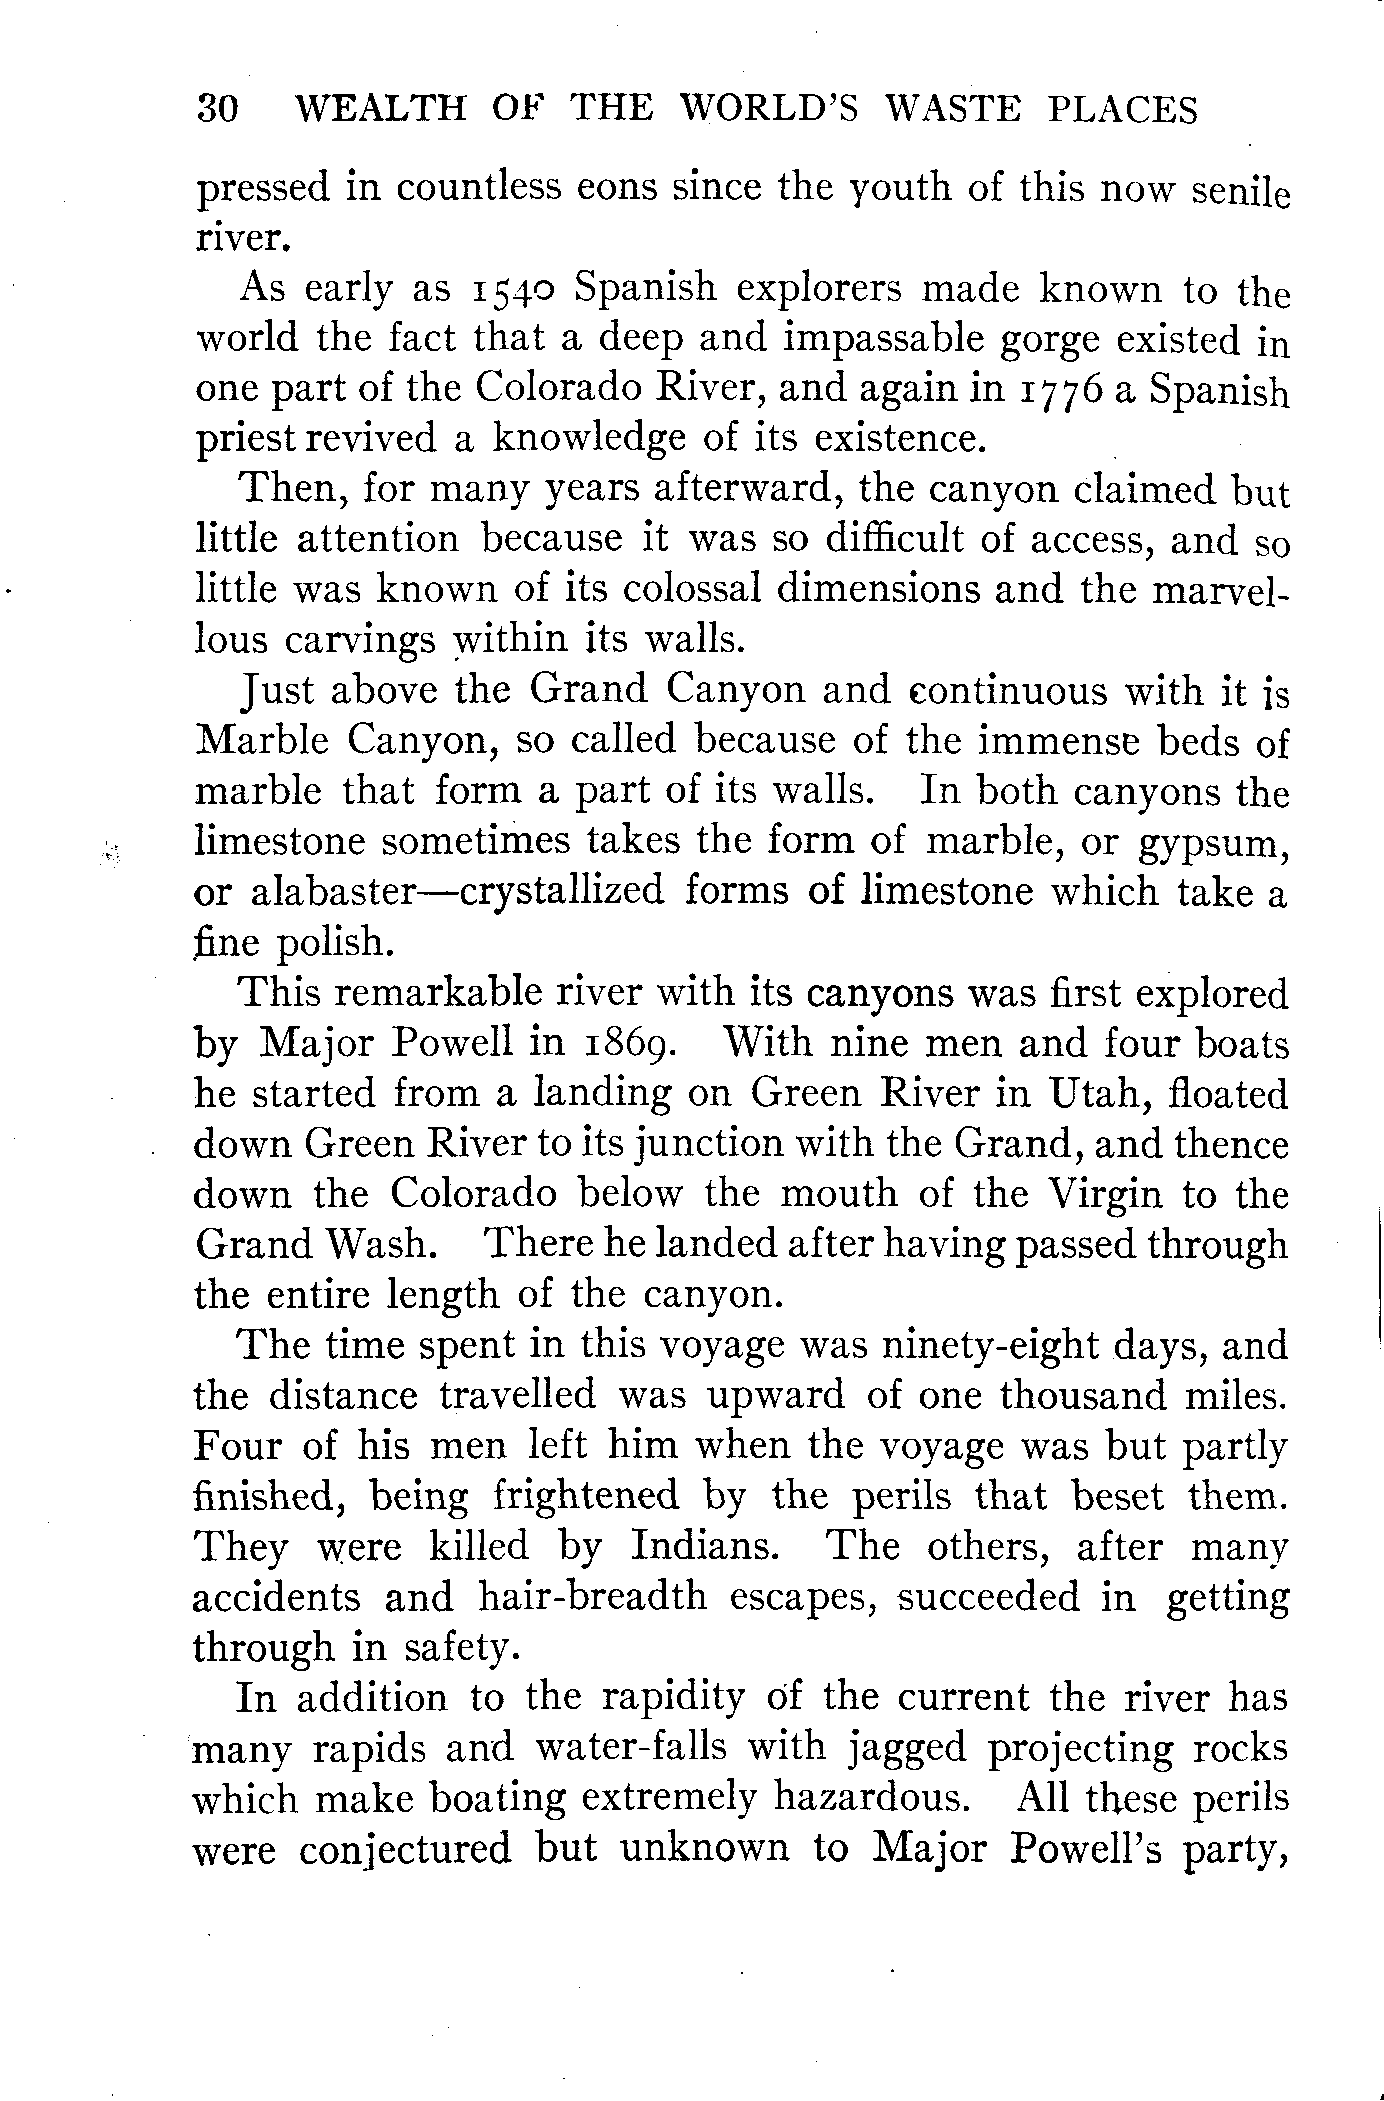 30 WEALTH OF THE WORLD'S WASTE PLACES
pressed in countless eons since the youth of this now senile
river.
As early as 1540 Spanish explorers made known to the
world the fact that a deep and impassable gorge existed in
one part of the Colorado River, and again in 1776 a Spanish
priest revived a knowledge of its existence.
Then, for many years afterward, the canyon claimed but
little attention because it was so difficult of access, and so
little was known of its colossal dimensions and the marvel-
lous carvings within its walls.
Just above the Grand Canyon and continuous with it is
Marble Canyon, so called because of the immense beds of
marble that form a part of its walls. In both canyons the
limestone sometimes takes the form of marble, or gypsum,
or alabaster—crystallized forms of limestone which take a
fine polish.
This remarkable river with its canyons was first explored
by Major Powell in 1869. With nine men and four boats
he started from a landing on Green River in Utah, floated
down Green River to its junction with the Grand, and thence
down the Colorado below the mouth of the Virgin to the
Grand Wash. There he landed after having passed through
the entire length of the canyon.
The time spent in this voyage was ninety-eight days, and
the distance travelled was upward of one thousand miles.
Four of his men left him when the voyage was but partly
finished, being frightened by the perils that beset them.
They were killed by Indians. The others, after many
accidents and hair-breadth escapes, succeeded in getting
through in safety.
In addition to the rapidity of the current the river has
many rapids and water-falls with jagged projecting rocks
which make boating extremely hazardous. All these perils
were conjectured but unknown to Major Powell's party,